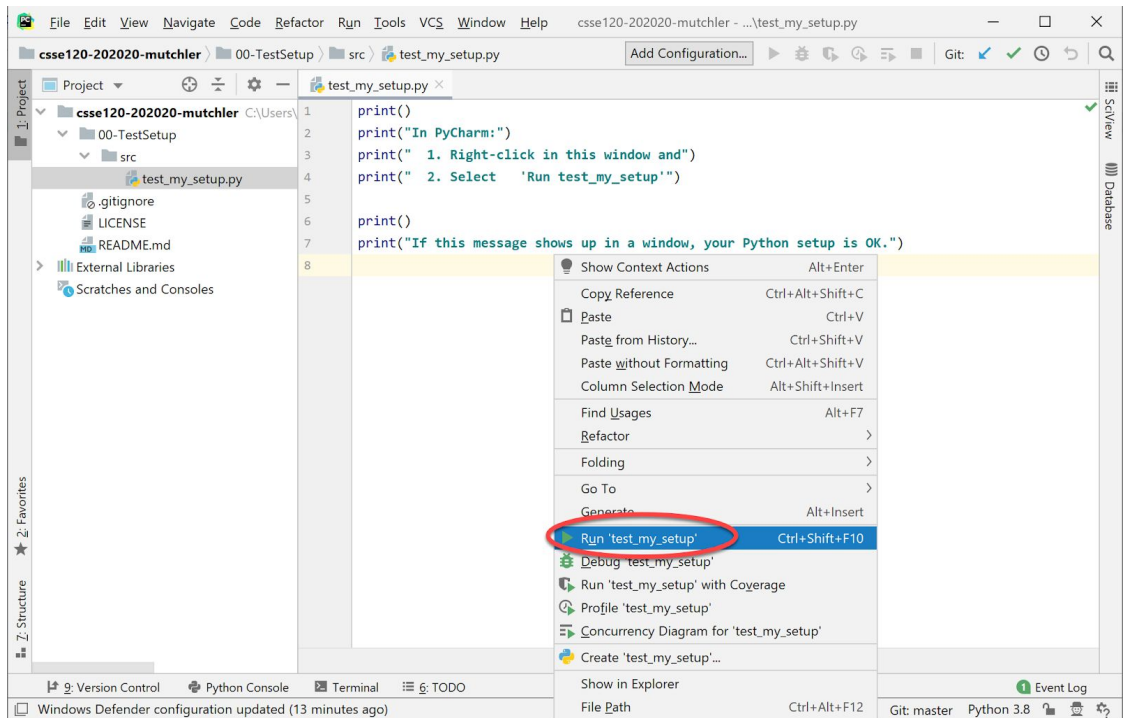 File Edit View Navigate Code Refactor Run Tools VCS Window Help csse120-202020-mutchler - ...\test_my_setup.py
csse120-202020-mutchler 00-TestSetup src test_my_setup.py Add Configuration... Git:
1: Project
Project
csse120-202020-mutchler C:\Users\
00-TestSetup
src
test_my_setup.py
.gitignore
LICENSE
MD README.md
External Libraries
Scratches and Consoles
test_my_setup.py
1 print()
2 print("In PyCharm:")
3 print("  1. Right-click in this window and")
4 print("  2. Select   'Run test_my_setup'")
5
6 print()
7 print("If this message shows up in a window, your Python setup is OK.")
8
Show Context Actions Alt+Enter
Copy Reference Ctrl+Alt+Shift+C
Paste Ctrl+V
Paste from History... Ctrl+Shift+V
Paste without Formatting Ctrl+Alt+Shift+V
Column Selection Mode Alt+Shift+Insert
Find Usages Alt+F7
Refactor
Folding
Go To
Generate Alt+Insert
Run 'test_my_setup' Ctrl+Shift+F10
Debug 'test_my_setup'
Run 'test_my_setup' with Coverage
Profile 'test_my_setup'
Concurrency Diagram for 'test_my_setup'
Create 'test_my_setup'...
Show in Explorer
File Path Ctrl+Alt+F12
SciView
Database
2: Favorites
7: Structure
9: Version Control Python Console Terminal 6: TODO 1 Event Log
Windows Defender configuration updated (13 minutes ago) Git: master Python 3.8